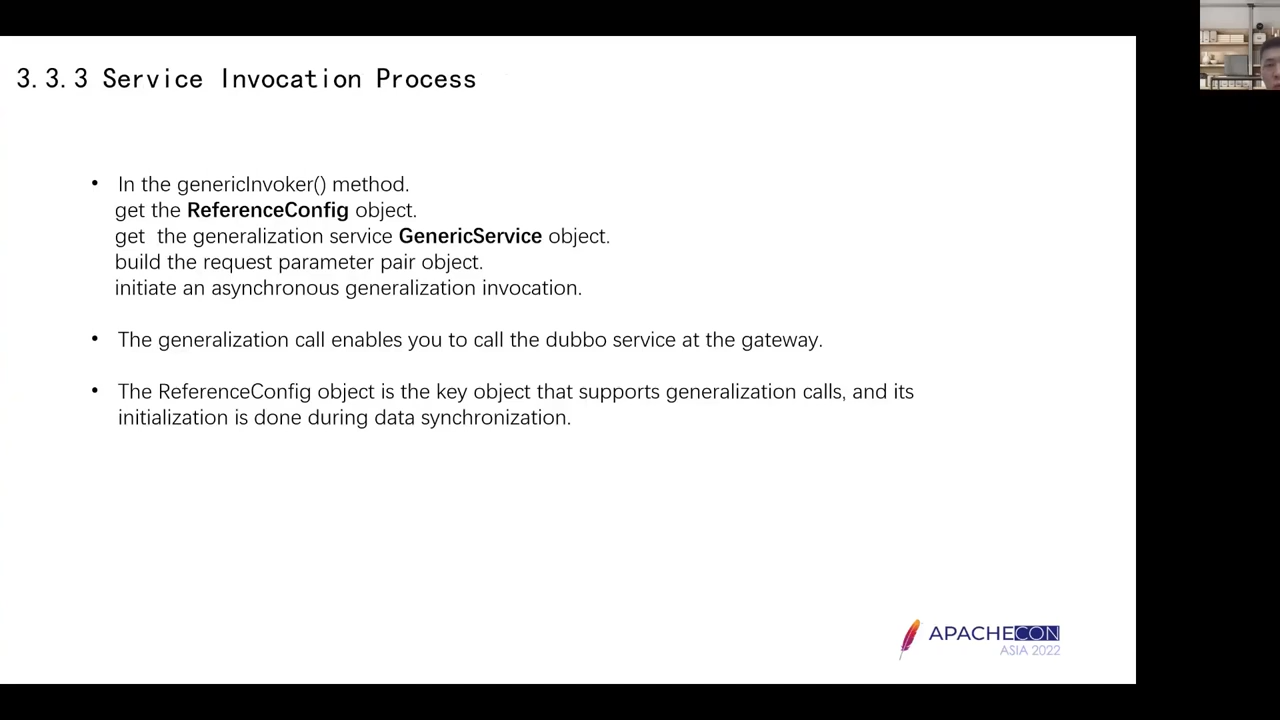 3.3.3 Service Invocation Process
• In the genericInvoker() method.
get the ReferenceConfig object.
get the generalization service GenericService object.
build the request parameter pair object.
initiate an asynchronous generalization invocation.
• The generalization call enables you to call the dubbo service at the gateway.
• The ReferenceConfig object is the key object that supports generalization calls, and its
initialization is done during data synchronization.
APACHECON
ASIA 2022